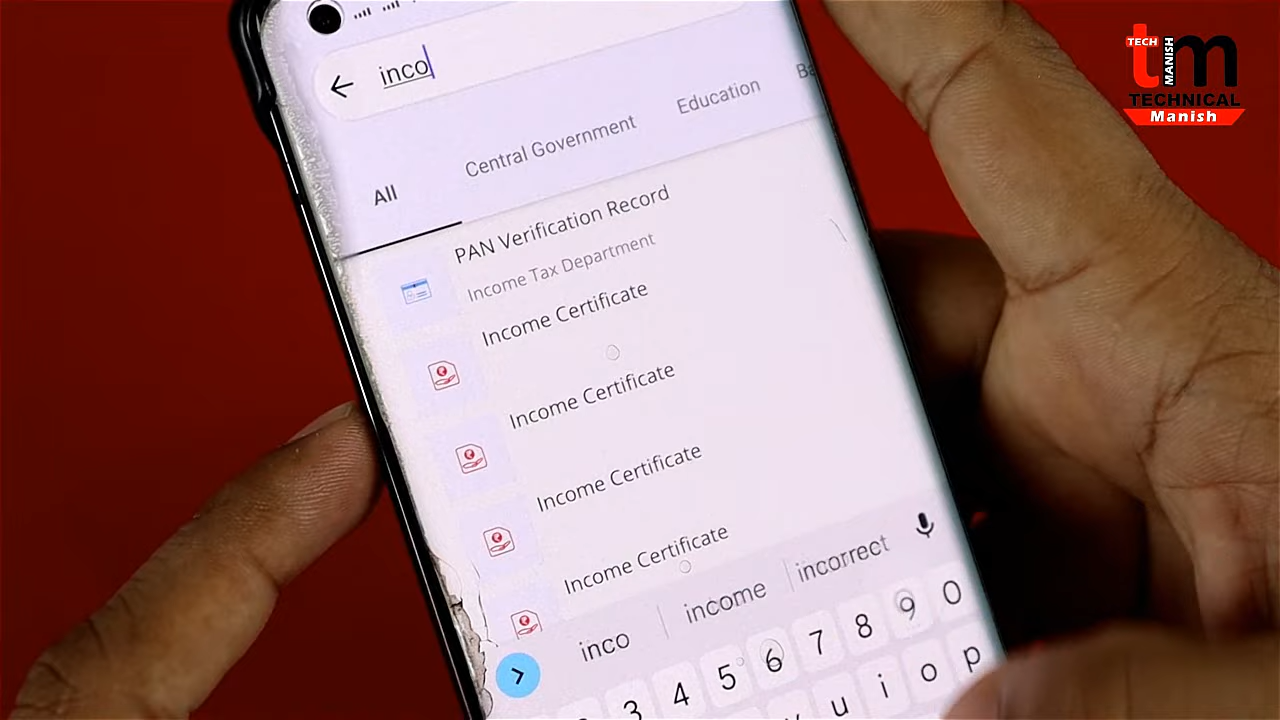 inco
All
Central Government
Education
PAN Verification Record
Income Tax Department
Income Certificate
Income Certificate
Income Certificate
Income Certificate
inco
income
incorrect
3 4 5 6 7 8 9 0
u i o p
TECH
MANISH
tm
TECHNICAL
Manish